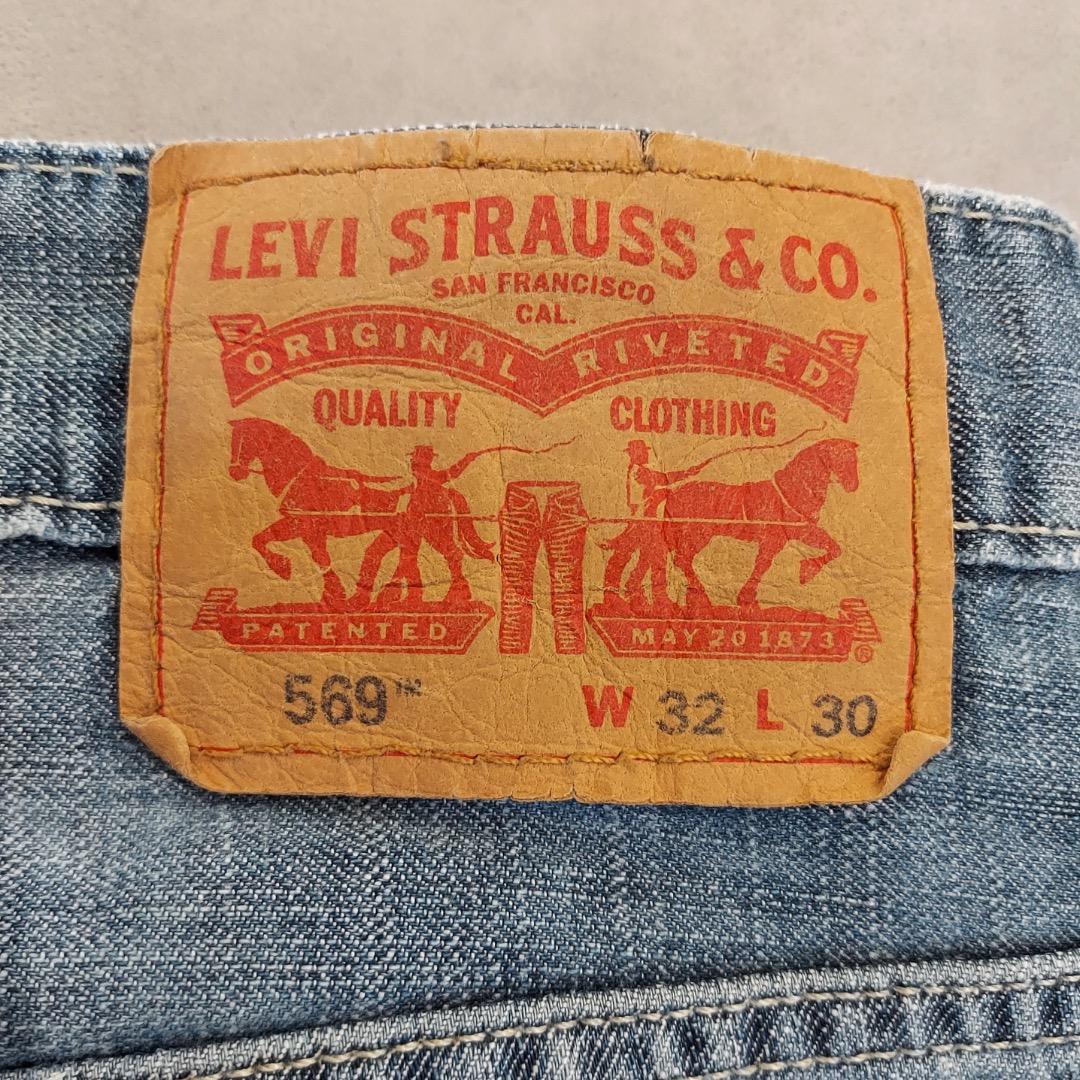 LEVI STRAUSS & CO.
SAN FRANCISCO
CAL.
ORIGINAL RIVETED
QUALITY CLOTHING
PATENTED MAY 20 1873 ®
569™ W 32 L 30